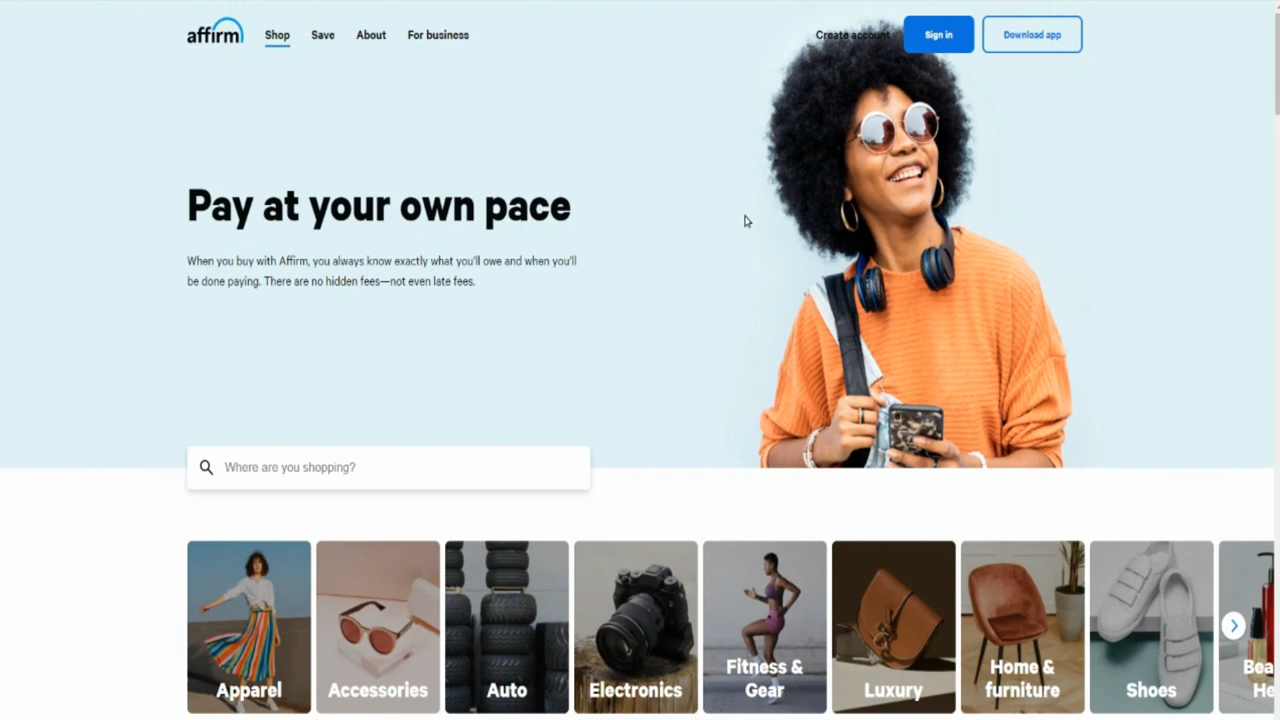 affirm
Shop
Save
About
For business
Create account
Sign in
Download app
Pay at your own pace
When you buy with Affirm, you always know exactly what you'll owe and when you'll
be done paying. There are no hidden fees—not even late fees.
Where are you shopping?
Apparel
Accessories
Auto
Electronics
Fitness &
Gear
Luxury
Home &
furniture
Shoes
Bea
He